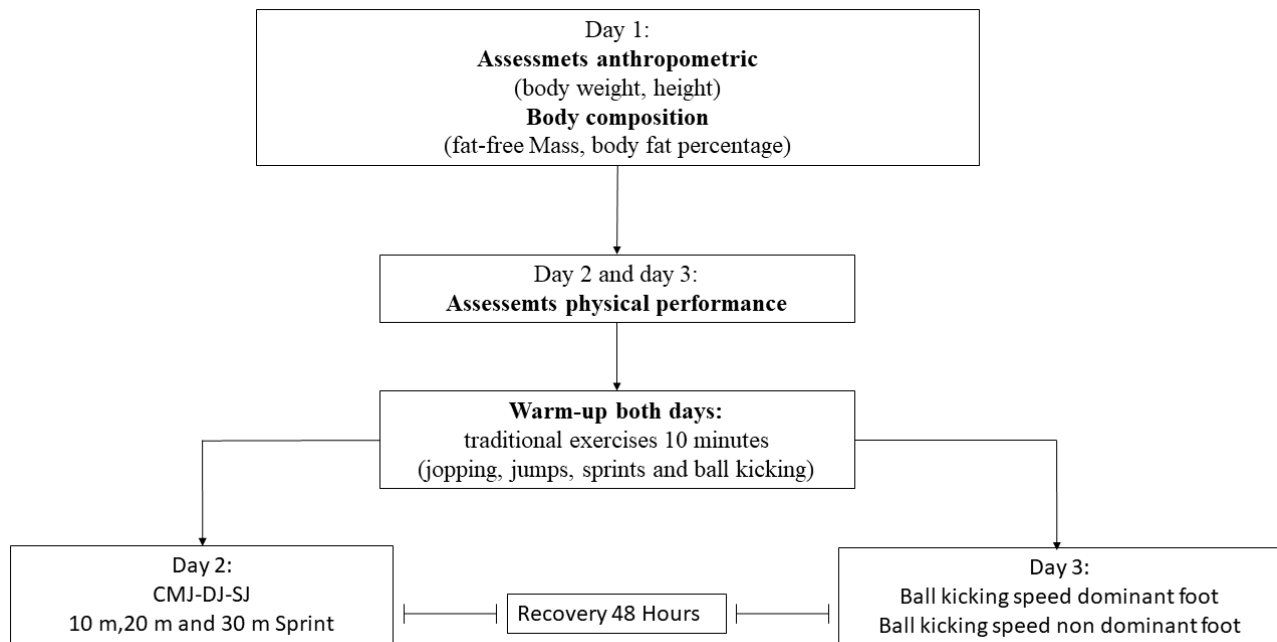 Day 1:
Assessmets anthropometric
(body weight, height)
Body composition
(fat-free Mass, body fat percentage)
Day 2 and day 3:
Assessemts physical performance
Warm-up both days:
traditional exercises 10 minutes
(jopping, jumps, sprints and ball kicking)
Day 2:
CMJ-DJ-SJ
10 m,20 m and 30 m Sprint
Recovery 48 Hours
Day 3:
Ball kicking speed dominant foot
Ball kicking speed non dominant foot